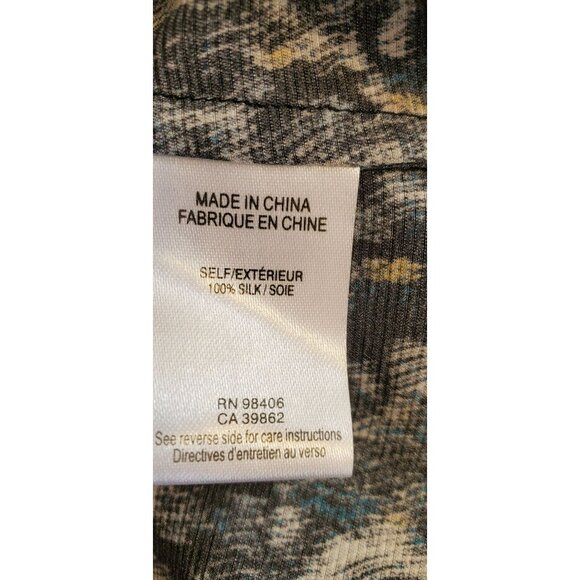 MADE IN CHINA
FABRIQUE EN CHINE
SELF/EXTÉRIEUR
100% SILK / SOIE
RN 98406
CA 39862
See reverse side for care instructions
Directives d'entretien au verso